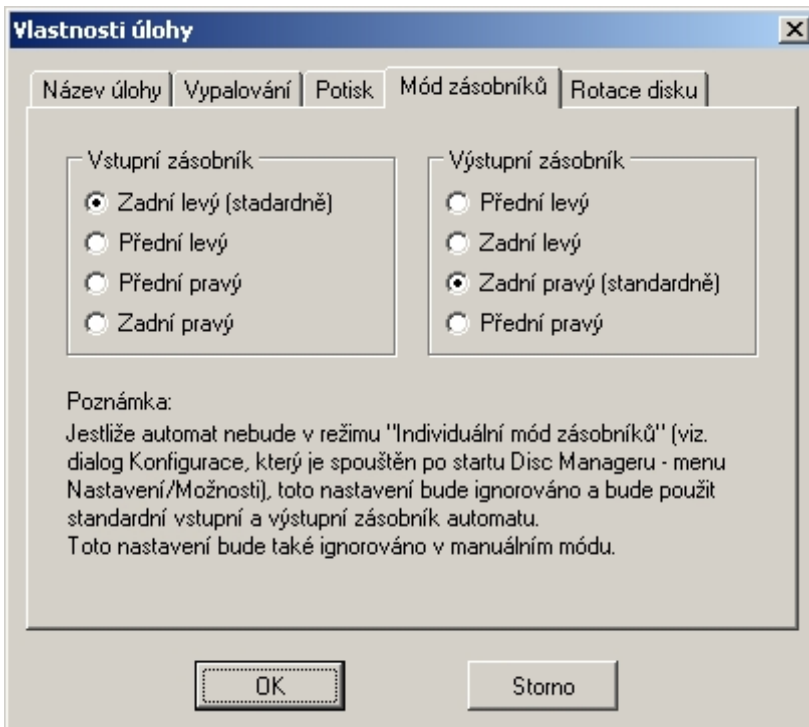 Vlastnosti úlohy
Název úlohy
Vypalování
Potisk
Mód zásobníků
Rotace disku
Vstupní zásobník
Zadní levý (stadardně)
Přední levý
Přední pravý
Zadní pravý
Výstupní zásobník
Přední levý
Zadní levý
Zadní pravý (standardně)
Přední pravý
Poznámka:
Jestliže automat nebude v režimu "Individuální mód zásobníků" (viz.
dialog Konfigurace, který je spouštěn po startu Disc Manageru - menu
Nastavení/Možnosti), toto nastavení bude ignorováno a bude použit
standardní vstupní a výstupní zásobník automatu.
Toto nastavení bude také ignorováno v manuálním módu.
OK
Storno